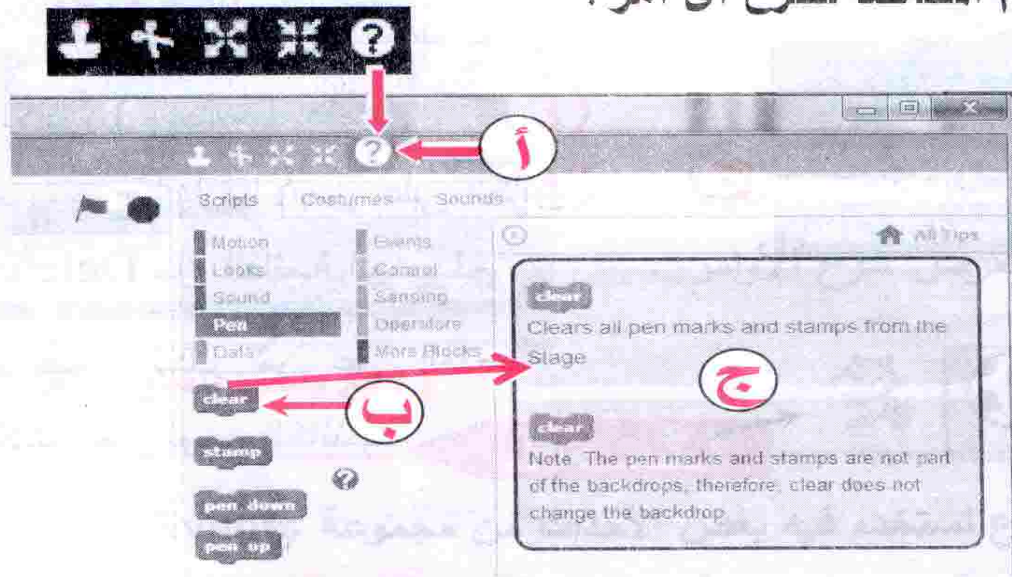 ?
أ
Scripts Costumes Sounds
Motion Events
Looks Control
Sound Sensing
Pen Operators
Data More Blocks
clear
ب
stamp
?
pen down
pen up
All Tips
clear
Clears all pen marks and stamps from the
Stage
ج
clear
Note. The pen marks and stamps are not part
of the backdrops, therefore, clear does not
change the backdrop